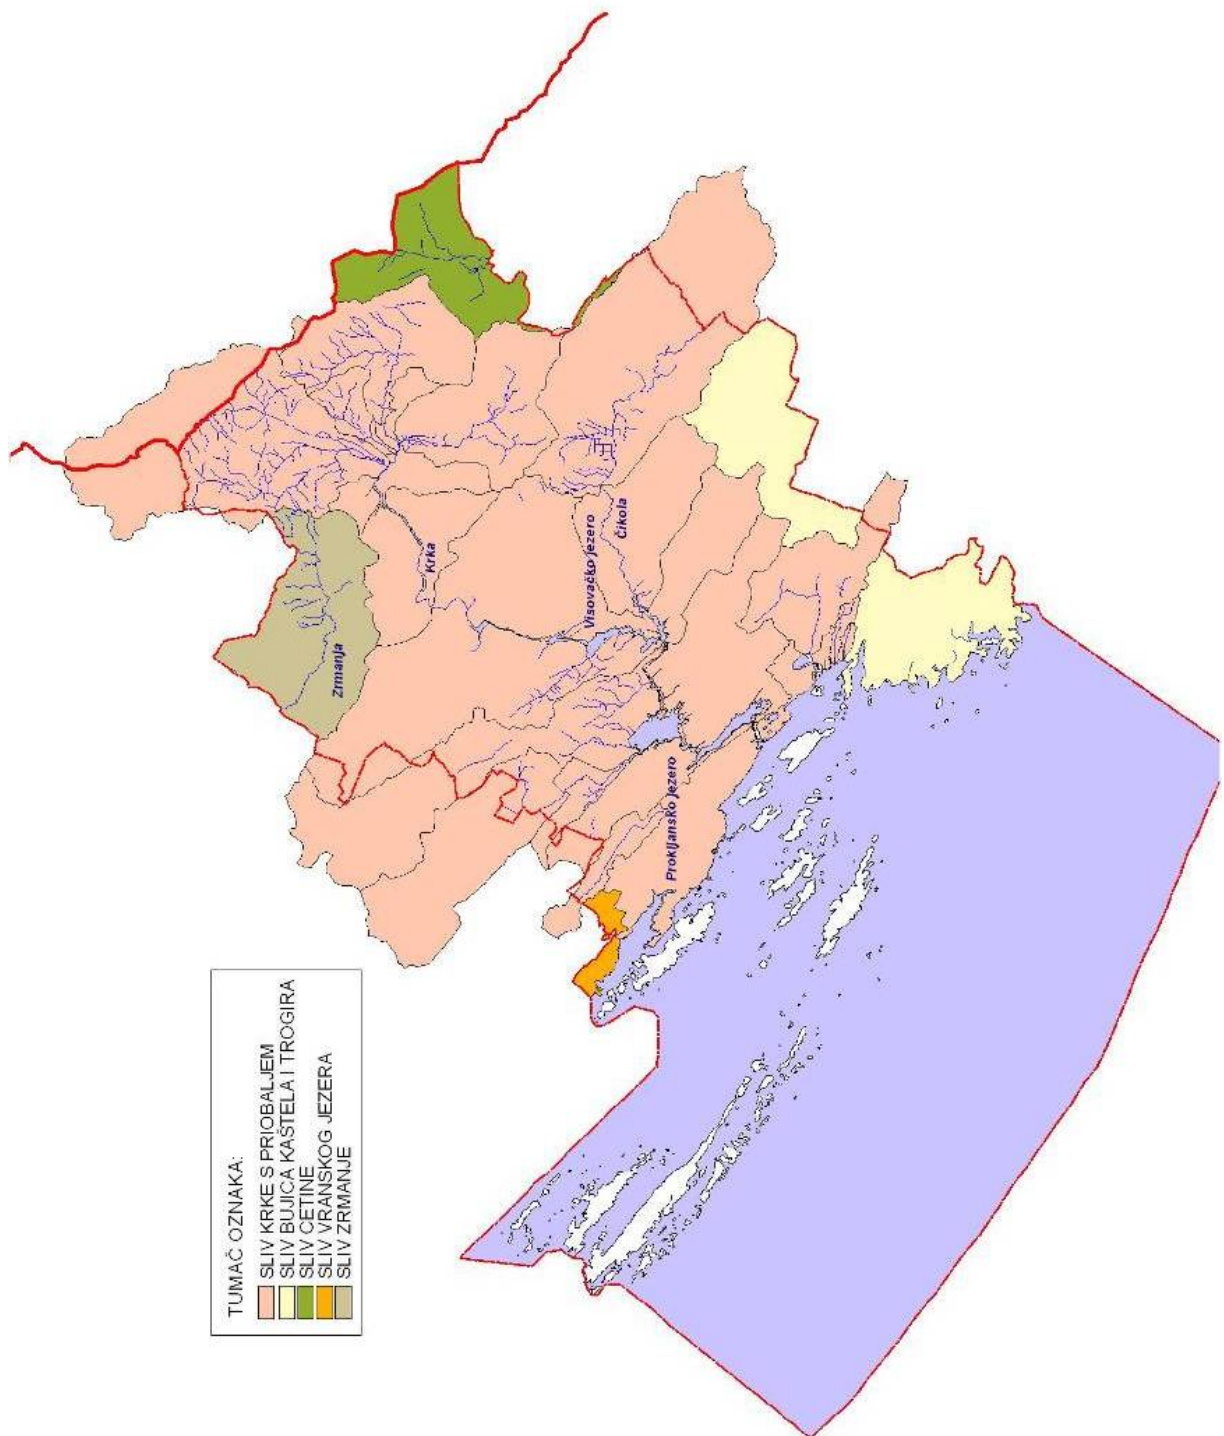 TUMAČ OZNAKA:
SLIV KRKE S PRIOBALJEM
SLIV BUJICA KAŠTELA I TROGIRA
SLIV CETINE
SLIV VRANSKOG JEZERA
SLIV ZRMANJE
Zrmanja
Krka
Visovačko jezero
Čikola
Prokljansko jezero